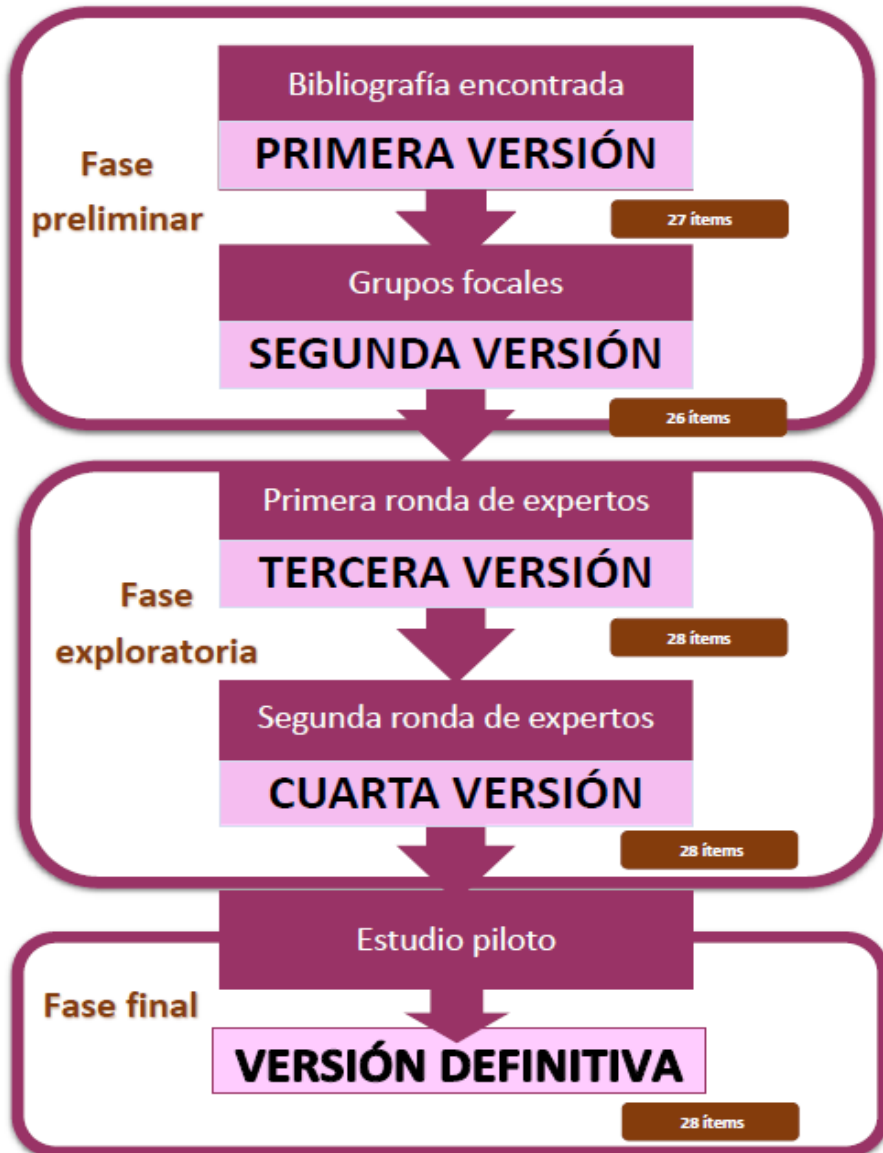 Bibliografía encontrada
PRIMERA VERSIÓN
Fase
preliminar
27 ítems
Grupos focales
SEGUNDA VERSIÓN
26 ítems
Primera ronda de expertos
TERCERA VERSIÓN
Fase
exploratoria
28 ítems
Segunda ronda de expertos
CUARTA VERSIÓN
28 ítems
Estudio piloto
Fase final
VERSIÓN DEFINITIVA
28 ítems